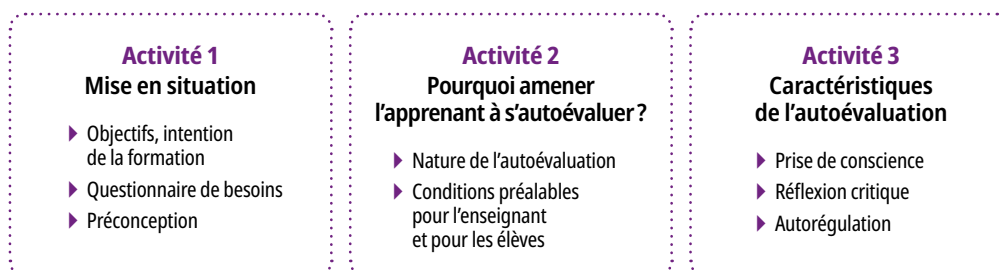 Activité 1
Mise en situation
Objectifs, intention
de la formation
Questionnaire de besoins
Préconception
Activité 2
Pourquoi amener
l’apprenant à s’autoévaluer ?
Nature de l’autoévaluation
Conditions préalables
pour l’enseignant
et pour les élèves
Activité 3
Caractéristiques
de l’autoévaluation
Prise de conscience
Réflexion critique
Autorégulation